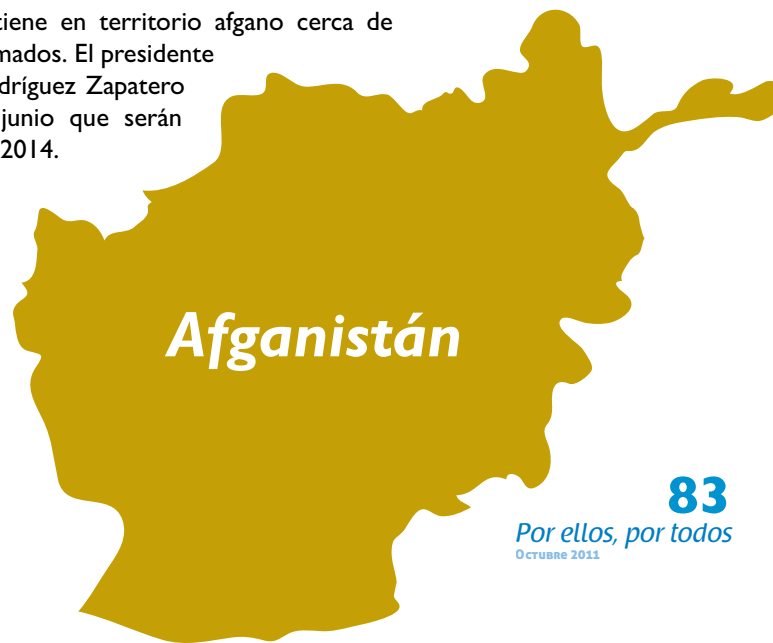 tiene en territorio afgano cerca de
mados. El presidente
dríguez Zapatero
junio que serán
2014.
Afganistán
83
Por ellos, por todos
Octubre 2011